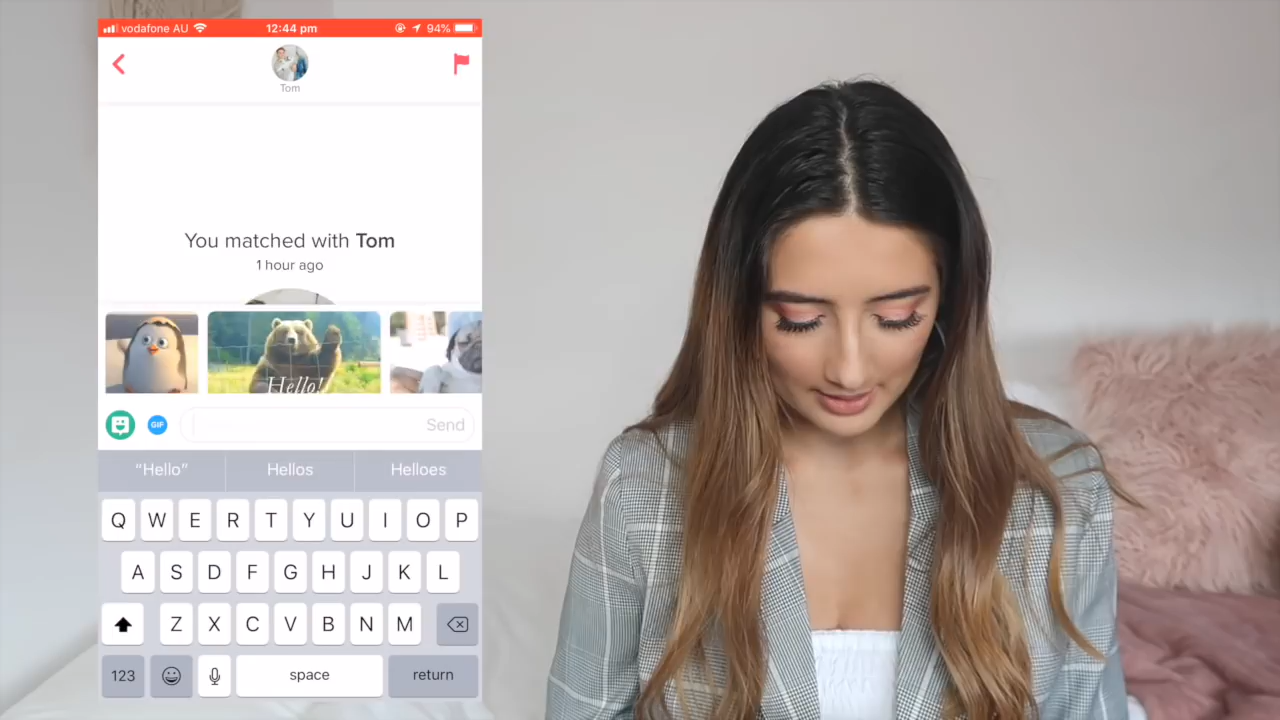 vodafone AU 12:44 pm 94%
Tom
You matched with Tom
1 hour ago
Hello!
GIF Send
“Hello” Hellos Helloes
Q W E R T Y U I O P
A S D F G H J K L
Z X C V B N M
123 space return